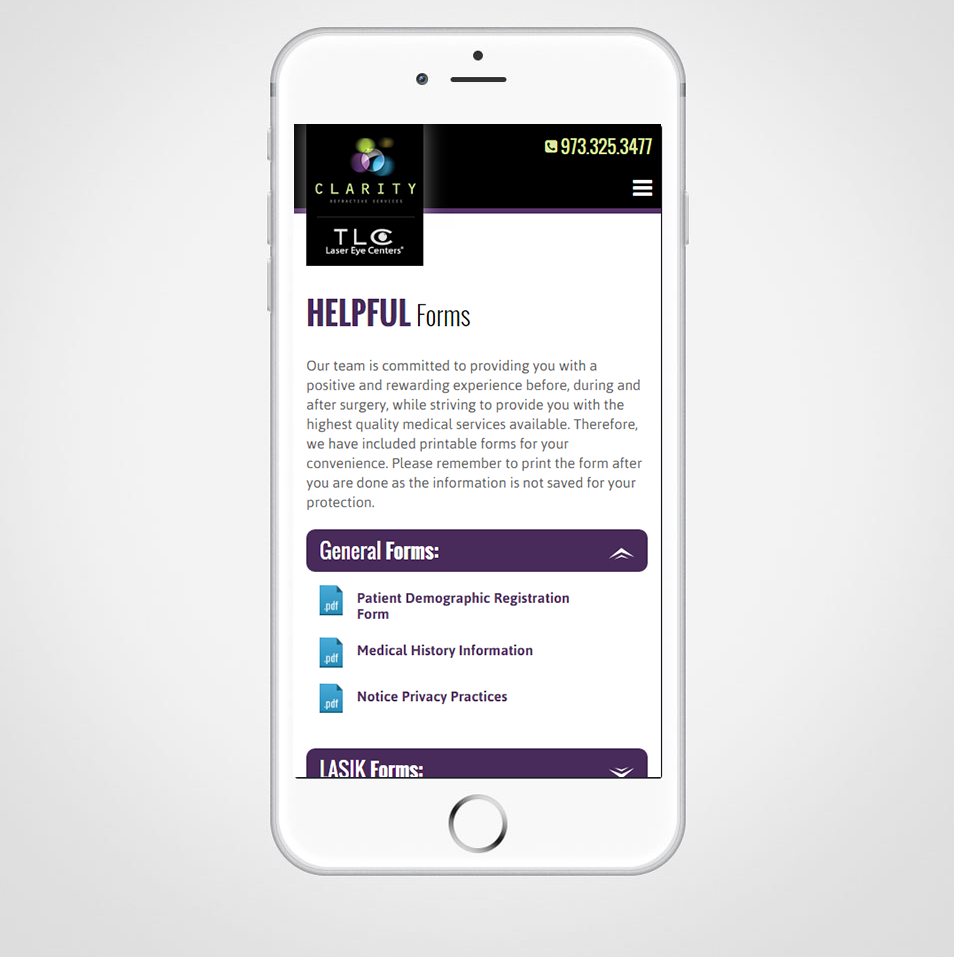 973.325.3477
CLARITY
REFRACTIVE SERVICES
TLC
Laser Eye Centers®
HELPFUL Forms
Our team is committed to providing you with a
positive and rewarding experience before, during and
after surgery, while striving to provide you with the
highest quality medical services available. Therefore,
we have included printable forms for your
convenience. Please remember to print the form after
you are done as the information is not saved for your
protection.
General Forms:
.pdf Patient Demographic Registration
Form
.pdf Medical History Information
.pdf Notice Privacy Practices
LASIK Forms: